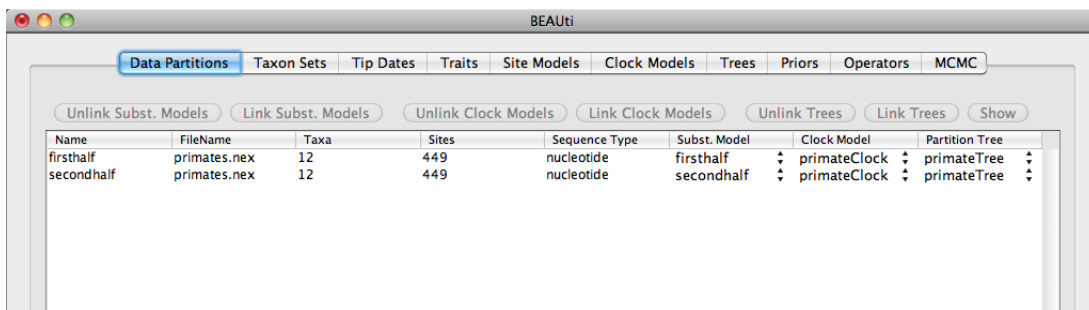 BEAUti
Data Partitions Taxon Sets Tip Dates Traits Site Models Clock Models Trees Priors Operators MCMC
Unlink Subst. Models Link Subst. Models Unlink Clock Models Link Clock Models Unlink Trees Link Trees Show
Name FileName Taxa Sites Sequence Type Subst. Model Clock Model Partition Tree
firsthalf primates.nex 12 449 nucleotide firsthalf primateClock primateTree
secondhalf primates.nex 12 449 nucleotide secondhalf primateClock primateTree